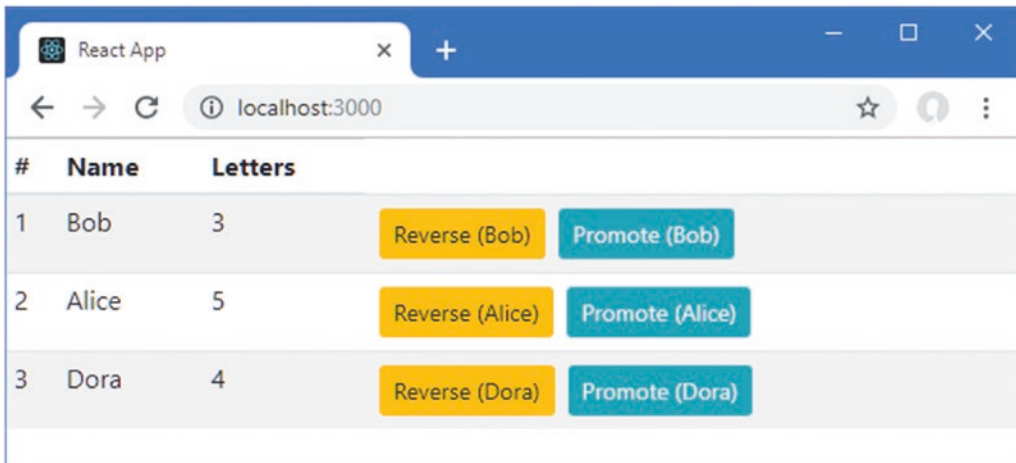 React App
localhost:3000
# Name Letters
1 Bob 3 Reverse (Bob) Promote (Bob)
2 Alice 5 Reverse (Alice) Promote (Alice)
3 Dora 4 Reverse (Dora) Promote (Dora)